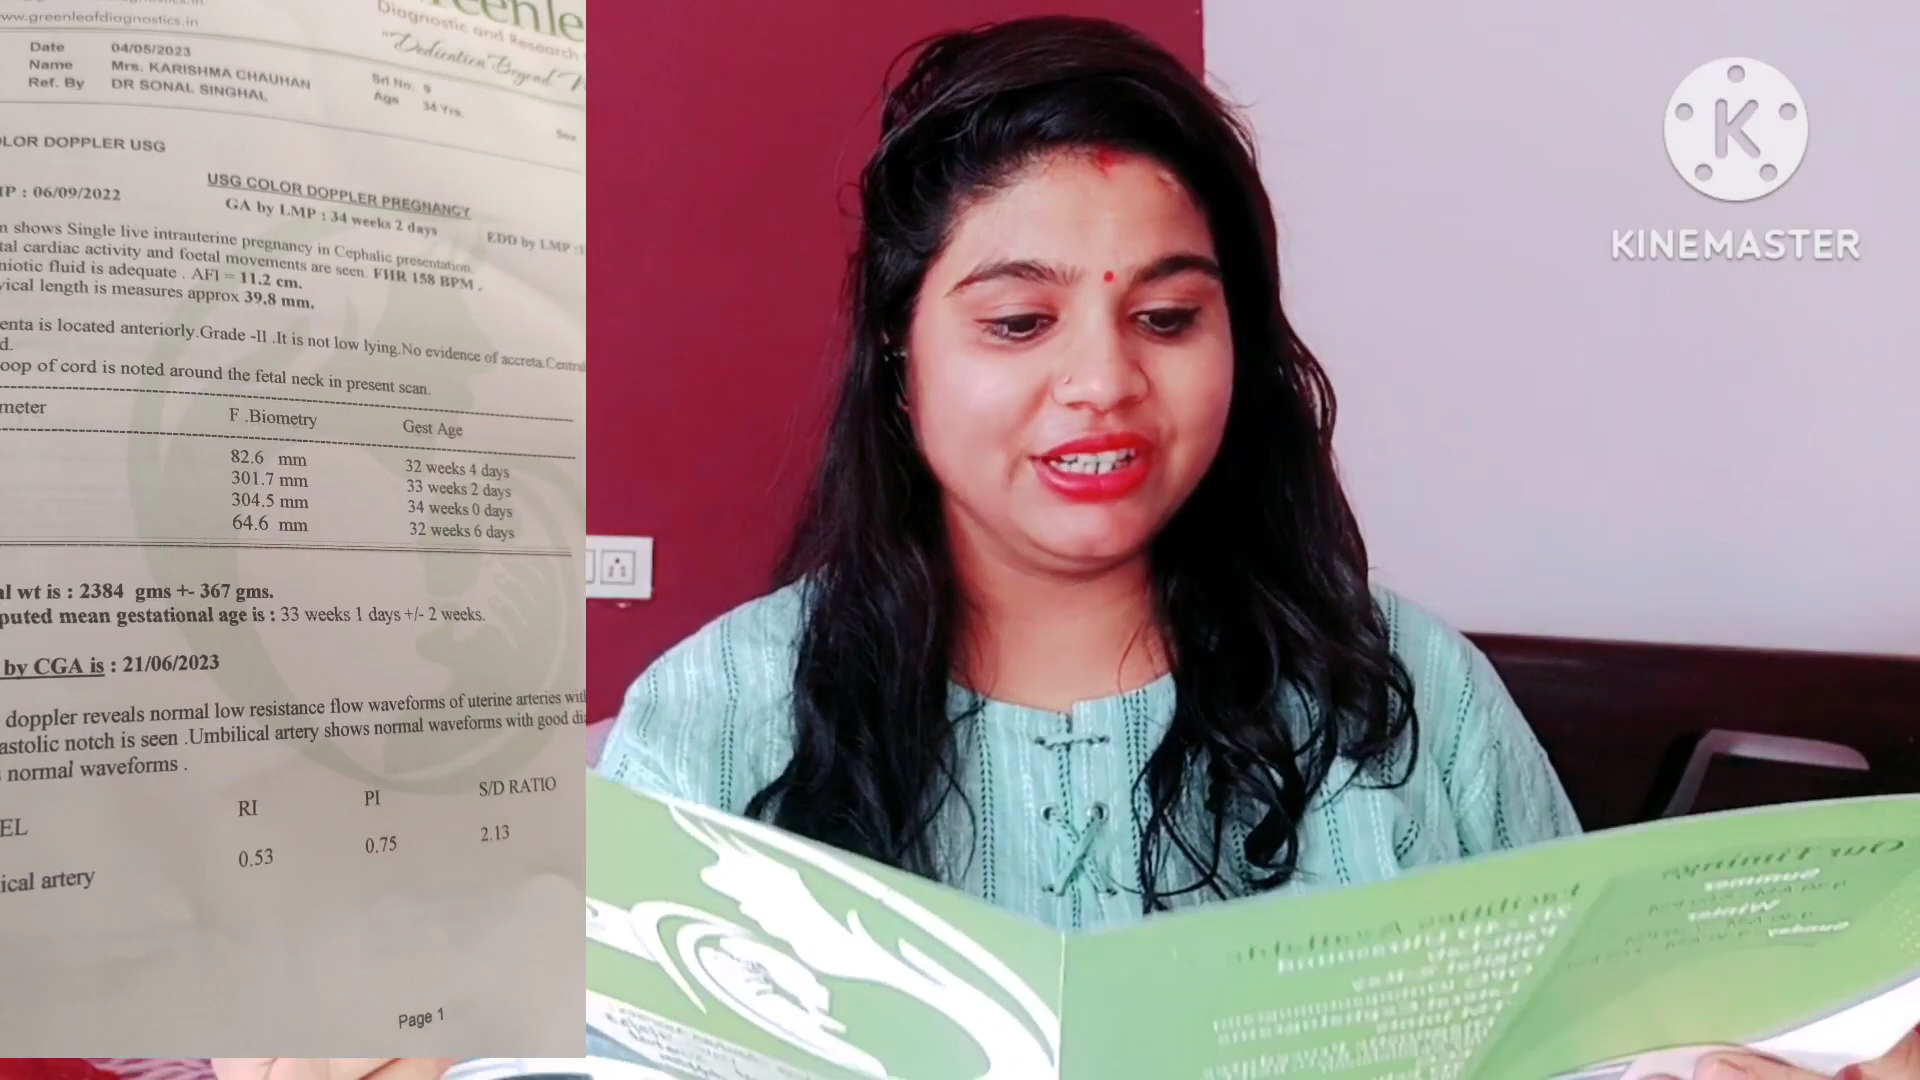 www.greenleafdiagnostics.in
Diagnostic and Research
"Dedication Beyond
Date 04/05/2023
Name Mrs. KARISHMA CHAUHAN
Ref. By DR SONAL SINGHAL
Srl No. 9
Age 34 Yrs.
Sex
OLOR DOPPLER USG
USG COLOR DOPPLER PREGNANCY
MP : 06/09/2022 GA by LMP : 34 weeks 2 days EDD by LMP :
n shows Single live intrauterine pregnancy in Cephalic presentation.
tal cardiac activity and foetal movements are seen. FHR 158 BPM .
niotic fluid is adequate . AFI = 11.2 cm.
vical length is measures approx 39.8 mm.
enta is located anteriorly.Grade -II .It is not low lying.No evidence of accreta.Central
d.
oop of cord is noted around the fetal neck in present scan.
meter F .Biometry Gest Age
82.6 mm 32 weeks 4 days
301.7 mm 33 weeks 2 days
304.5 mm 34 weeks 0 days
64.6 mm 32 weeks 6 days
al wt is : 2384 gms +- 367 gms.
puted mean gestational age is : 33 weeks 1 days +/- 2 weeks.
by CGA is : 21/06/2023
doppler reveals normal low resistance flow waveforms of uterine arteries wit
astolic notch is seen .Umbilical artery shows normal waveforms with good di
s normal waveforms .
EL RI PI S/D RATIO
ical artery 0.53 0.75 2.13
Page 1
K
KINEMASTER
Our Timings
Facilities Available